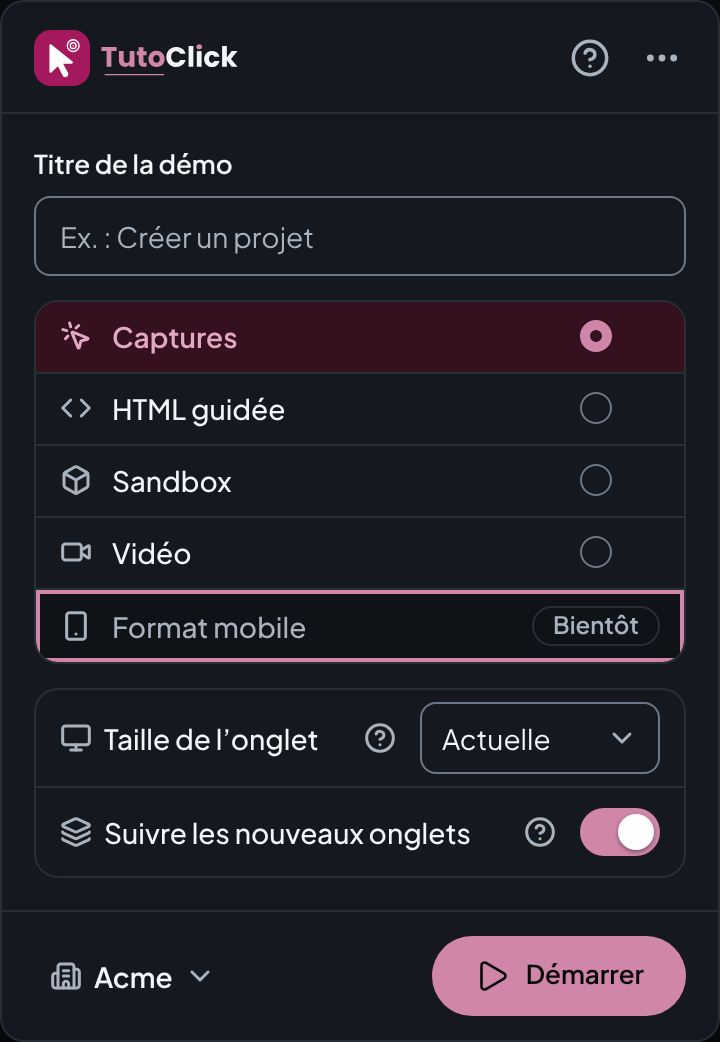 TutoClick
Titre de la démo
Ex. : Créer un projet
Captures
HTML guidée
Sandbox
Vidéo
Format mobile Bientôt
Taille de l’onglet Actuelle
Suivre les nouveaux onglets
Acme Démarrer